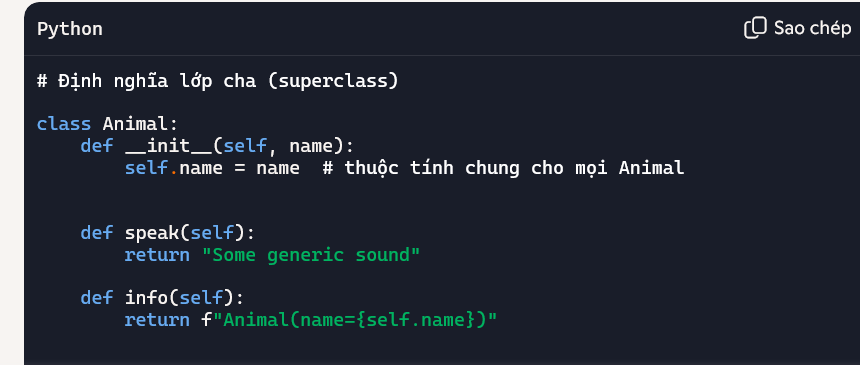 Python
Sao chép
# Định nghĩa lớp cha (superclass)
class Animal:
    def __init__(self, name):
        self.name = name  # thuộc tính chung cho mọi Animal
    def speak(self):
        return "Some generic sound"
    def info(self):
        return f"Animal(name={self.name})"